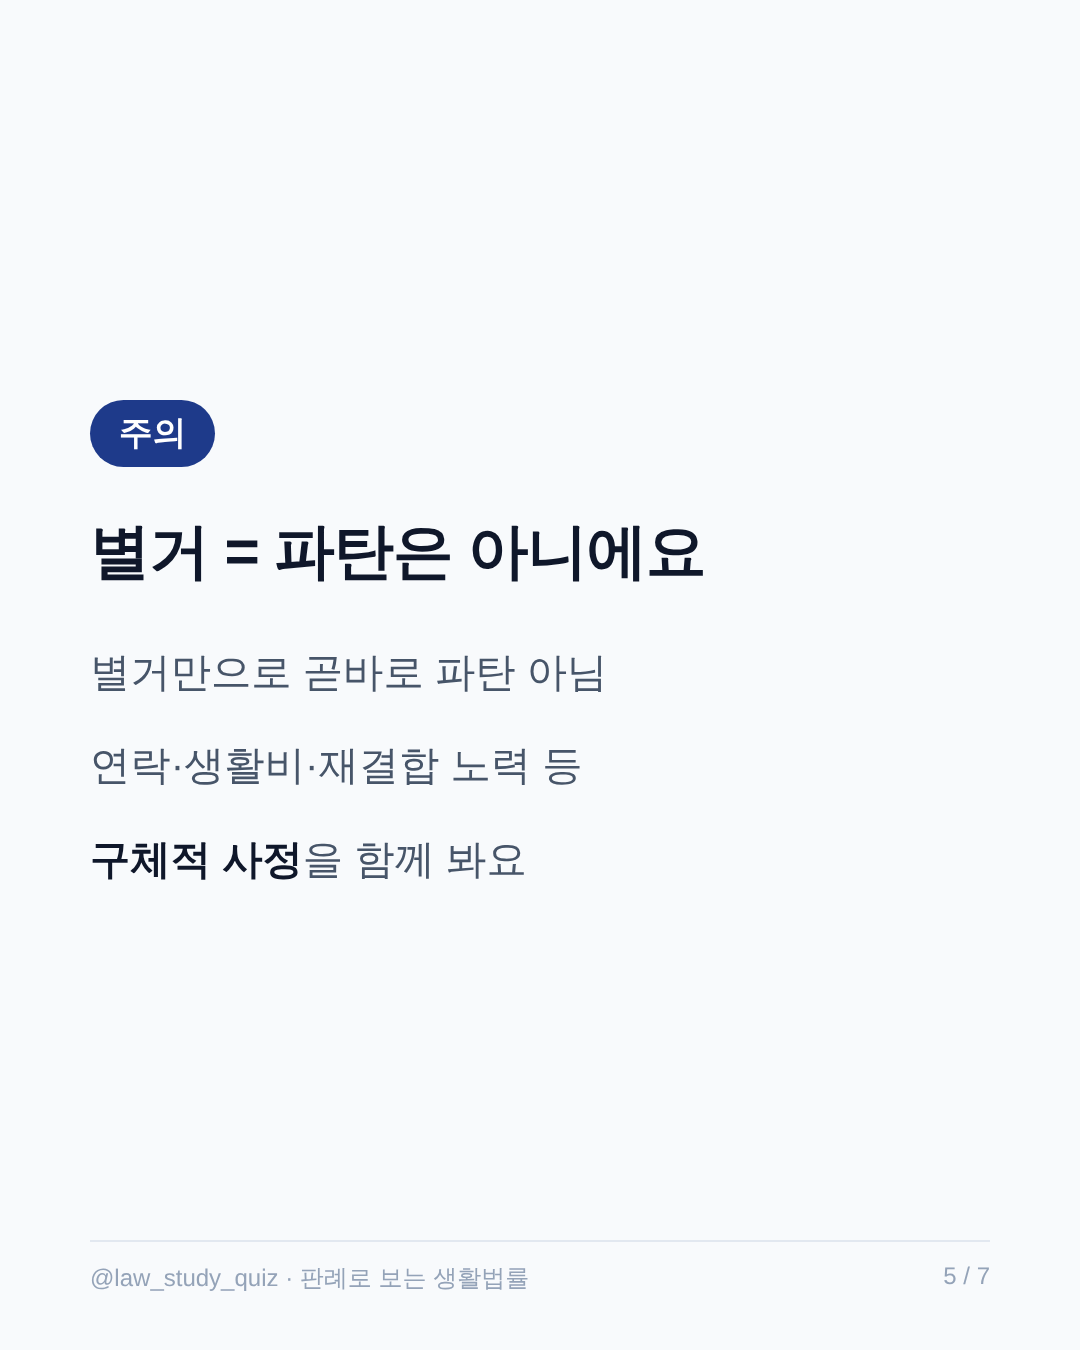 주의
별거 = 파탄은 아니에요
별거만으로 곧바로 파탄 아님
연락·생활비·재결합 노력 등
구체적 사정을 함께 봐요
@law_study_quiz · 판례로 보는 생활법률
5 / 7